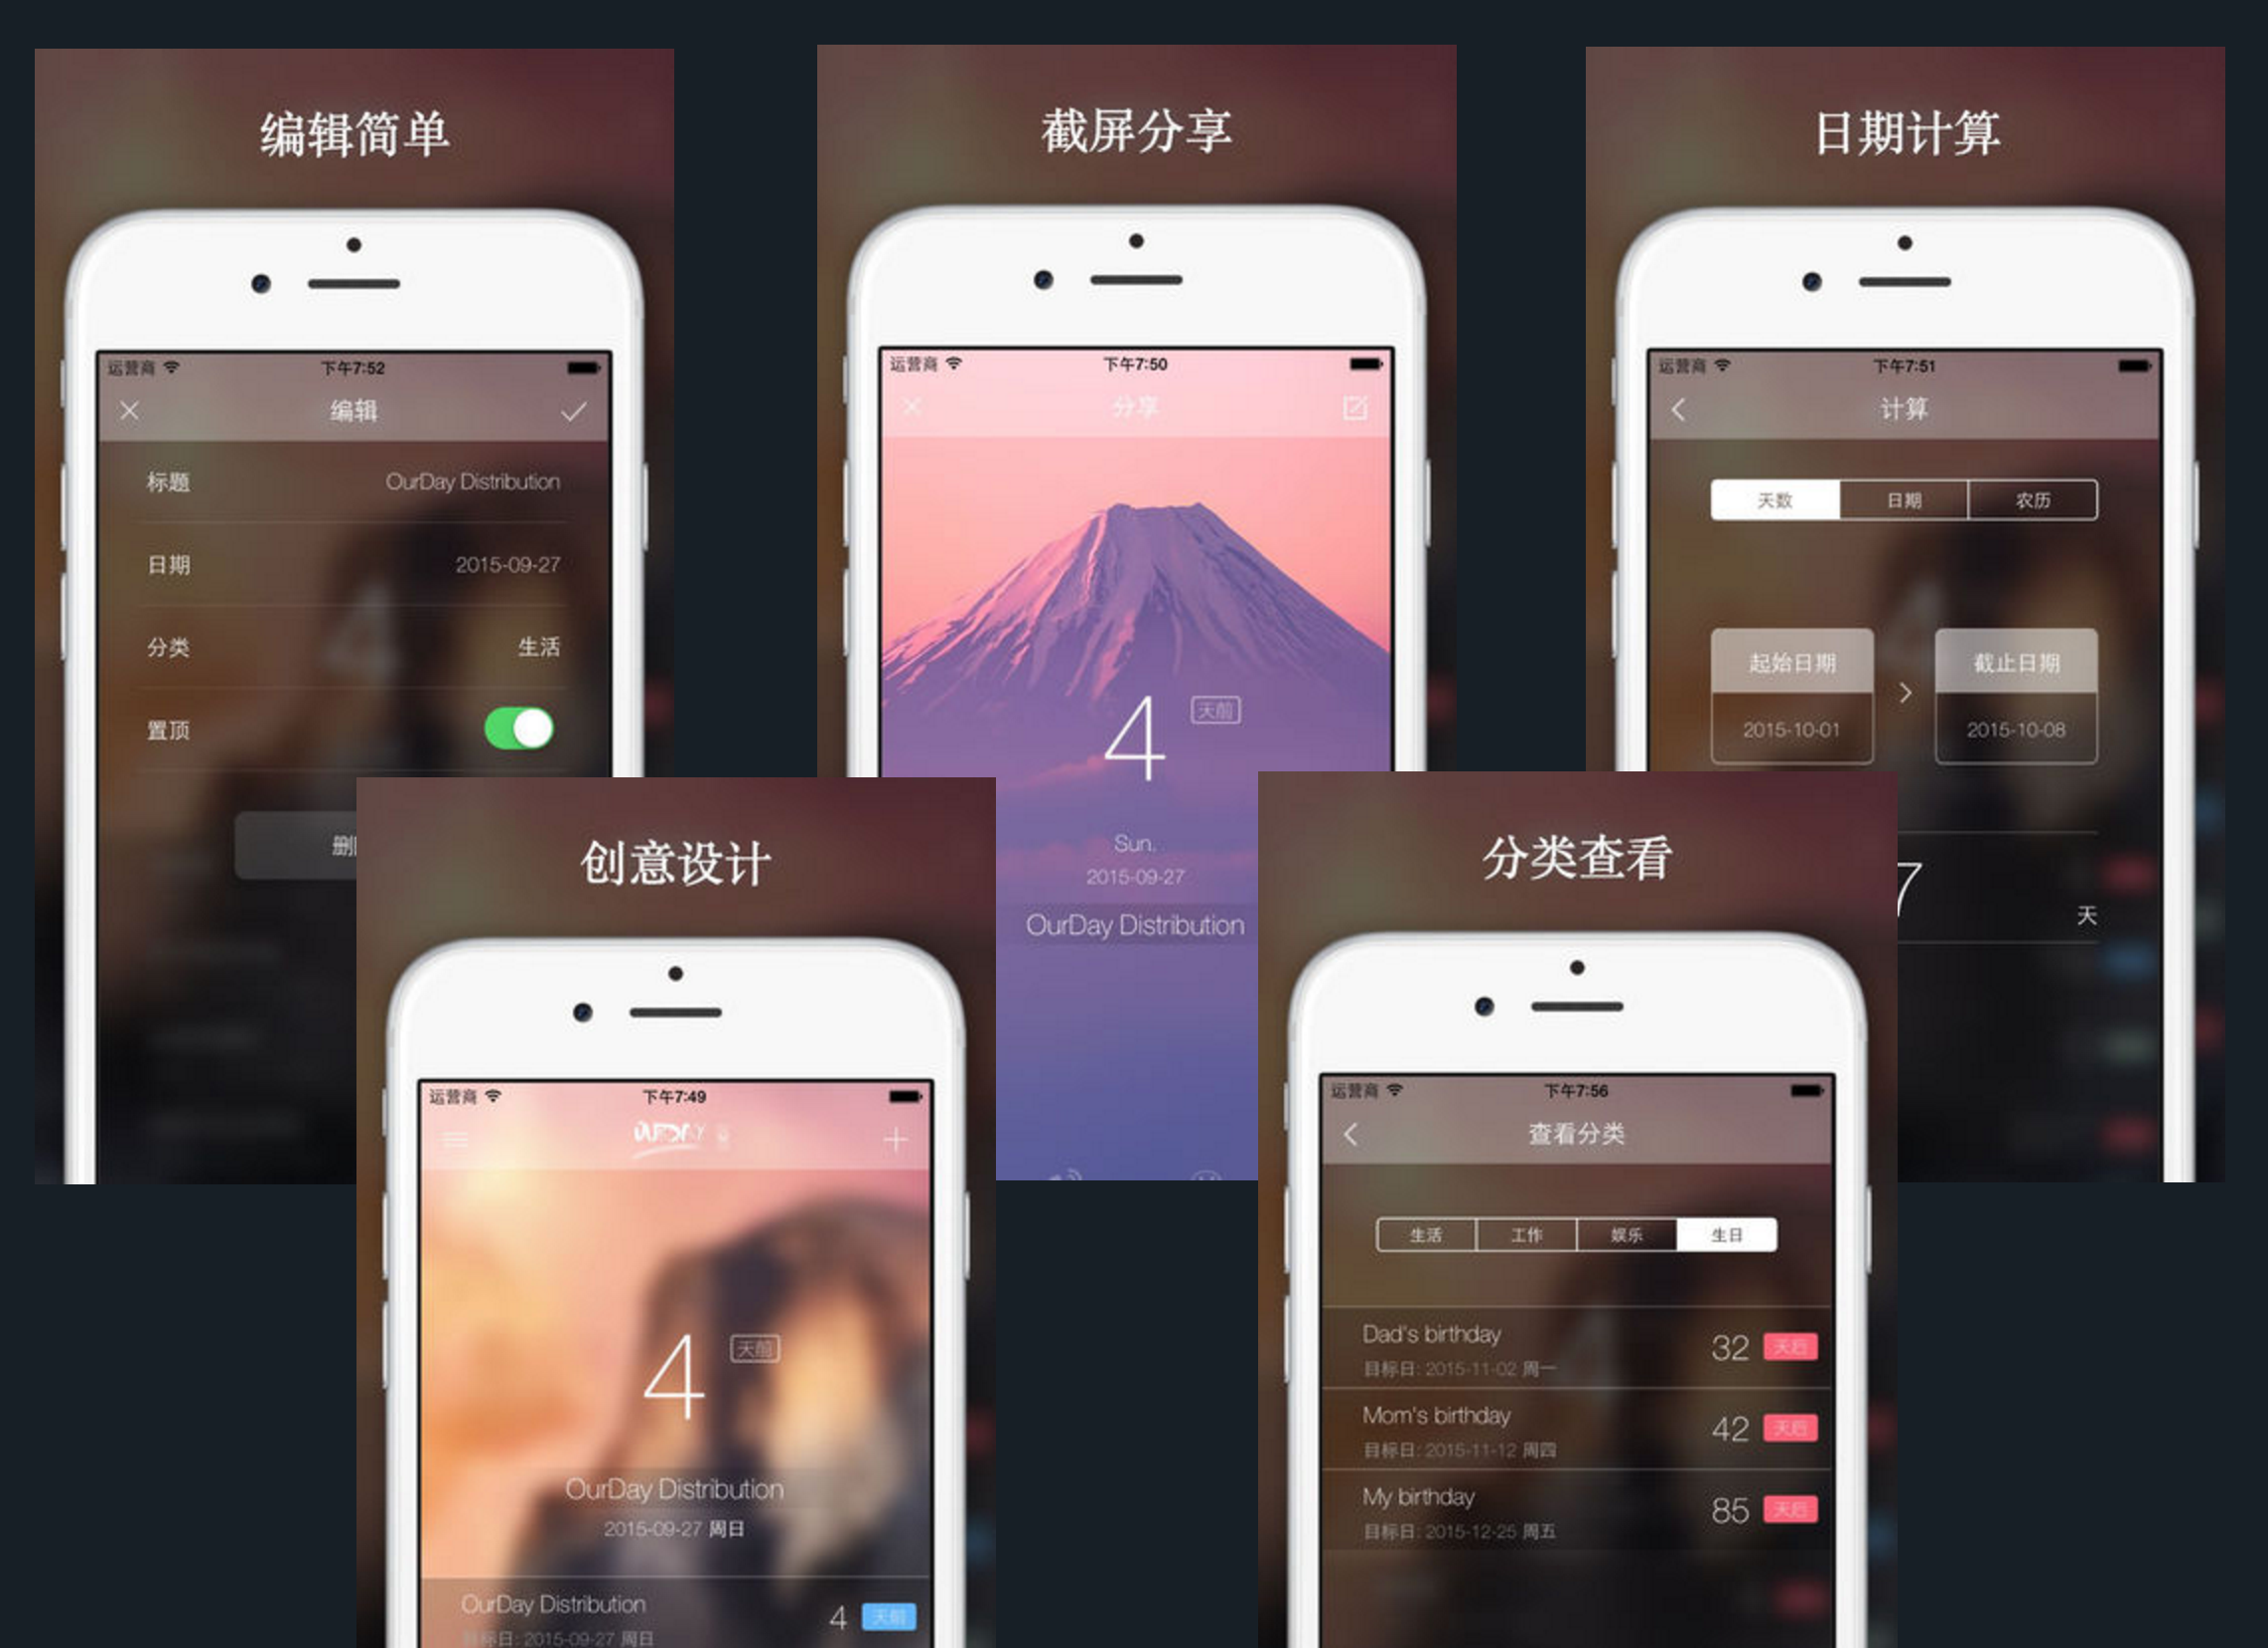 编辑简单
运营商 下午7:52
编辑
标题 OurDay Distribution
日期 2015-09-27
分类 生活
置顶
截屏分享
运营商 下午7:50
分享
4 天前
Sun.
2015-09-27
OurDay Distribution
日期计算
运营商 下午7:51
计算
天数 日期 农历
起始日期 截止日期
2015-10-01 2015-10-08
7 天
创意设计
运营商 下午7:49
OURDAY
4 天前
OurDay Distribution
2015-09-27 周日
OurDay Distribution
4 天前
目标日: 2015-09-27 周日
分类查看
运营商 下午7:56
查看分类
生活 工作 娱乐 生日
Dad's birthday
32 天后
目标日: 2015-11-02 周一
Mom's birthday
42 天后
目标日: 2015-11-12 周四
My birthday
85 天后
目标日: 2015-12-25 周五